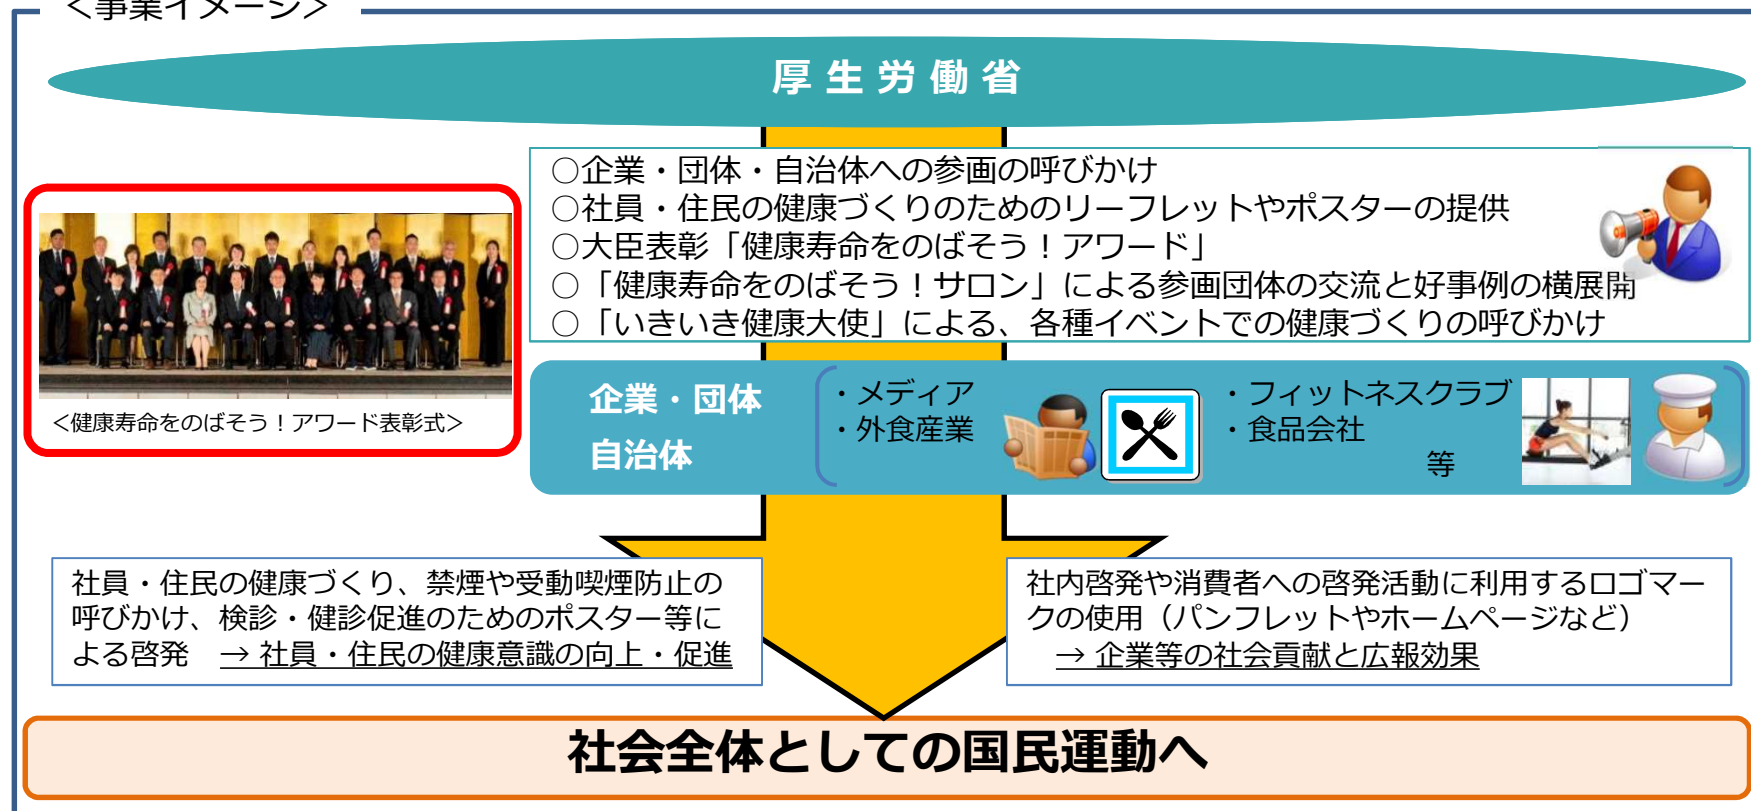 <事業イメージ>
厚生労働省
○企業・団体・自治体への参画の呼びかけ
○社員・住民の健康づくりのためのリーフレットやポスターの提供
○大臣表彰「健康寿命をのばそう！アワード」
○「健康寿命をのばそう！サロン」による参画団体の交流と好事例の横展開
○「いきいき健康大使」による、各種イベントでの健康づくりの呼びかけ
<健康寿命をのばそう！アワード表彰式>
企業・団体
自治体
・メディア
・外食産業
・フィットネスクラブ
・食品会社
等
社員・住民の健康づくり、禁煙や受動喫煙防止の
呼びかけ、検診・健診促進のためのポスター等に
よる啓発　→ 社員・住民の健康意識の向上・促進
社内啓発や消費者への啓発活動に利用するロゴマー
クの使用（パンフレットやホームページなど）
→ 企業等の社会貢献と広報効果
社会全体としての国民運動へ